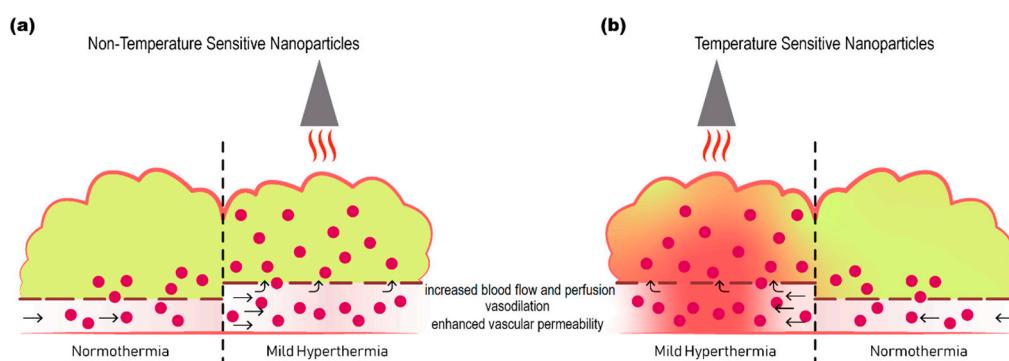 (a)
Non-Temperature Sensitive Nanoparticles
(b)
Temperature Sensitive Nanoparticles
increased blood flow and perfusion
vasodilation
enhanced vascular permeability
Normothermia
Mild Hyperthermia
Mild Hyperthermia
Normothermia